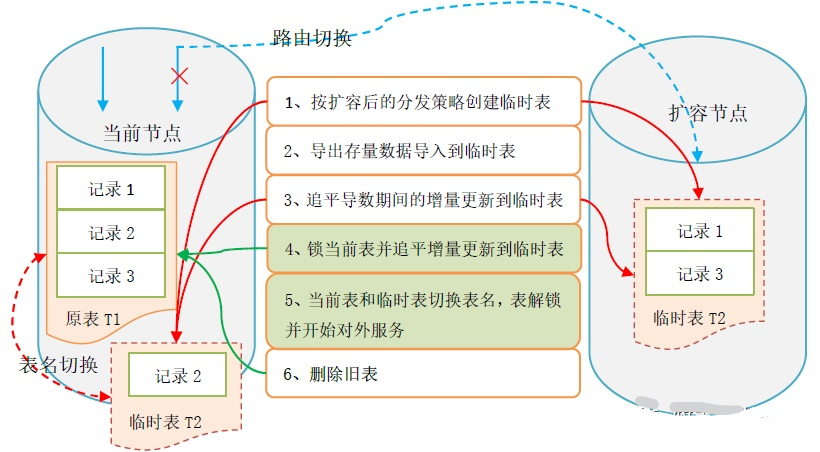 路由切换
当前节点
扩容节点
1、按扩容后的分发策略创建临时表
2、导出存量数据导入到临时表
3、追平导数期间的增量更新到临时表
4、锁当前表并追平增量更新到临时表
5、当前表和临时表切换表名，表解锁
并开始对外服务
6、删除旧表
记录 1
记录 2
记录 3
原表 T1
表名切换
记录 2
临时表 T2
记录 1
记录 3
临时表 T2